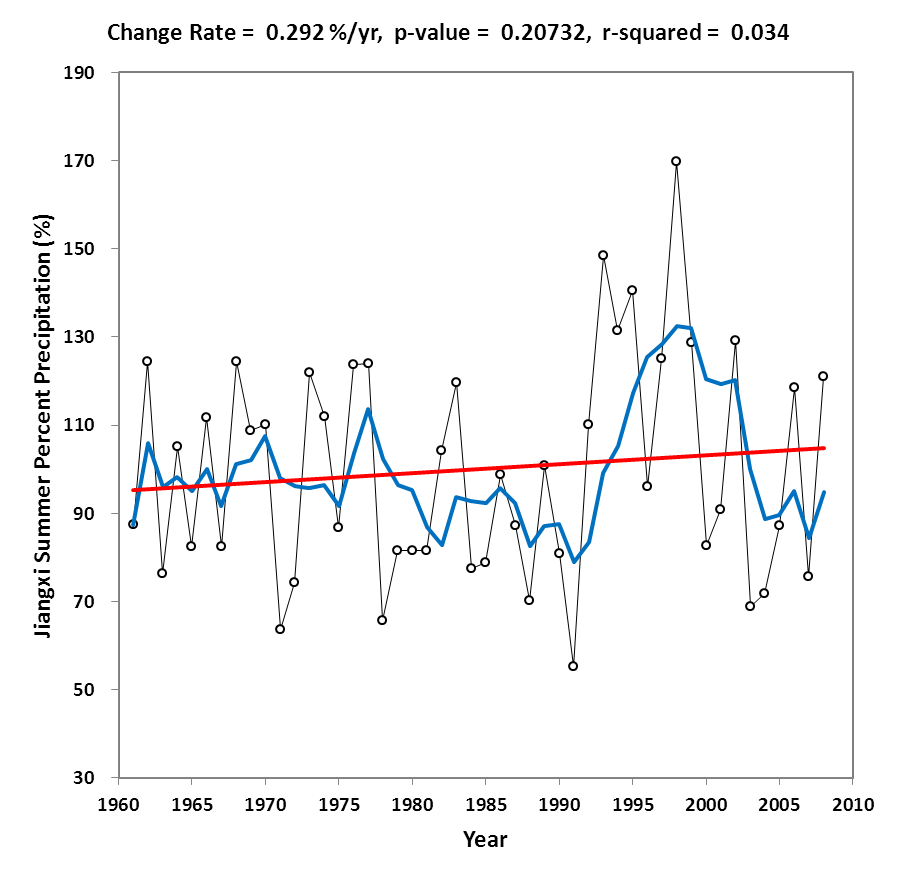 Change Rate = 0.292 %/yr, p-value = 0.20732, r-squared = 0.034
190
170
150
130
110
90
70
50
30
Jiangxi Summer Percent Precipitation (%)
1960 1965 1970 1975 1980 1985 1990 1995 2000 2005 2010
Year